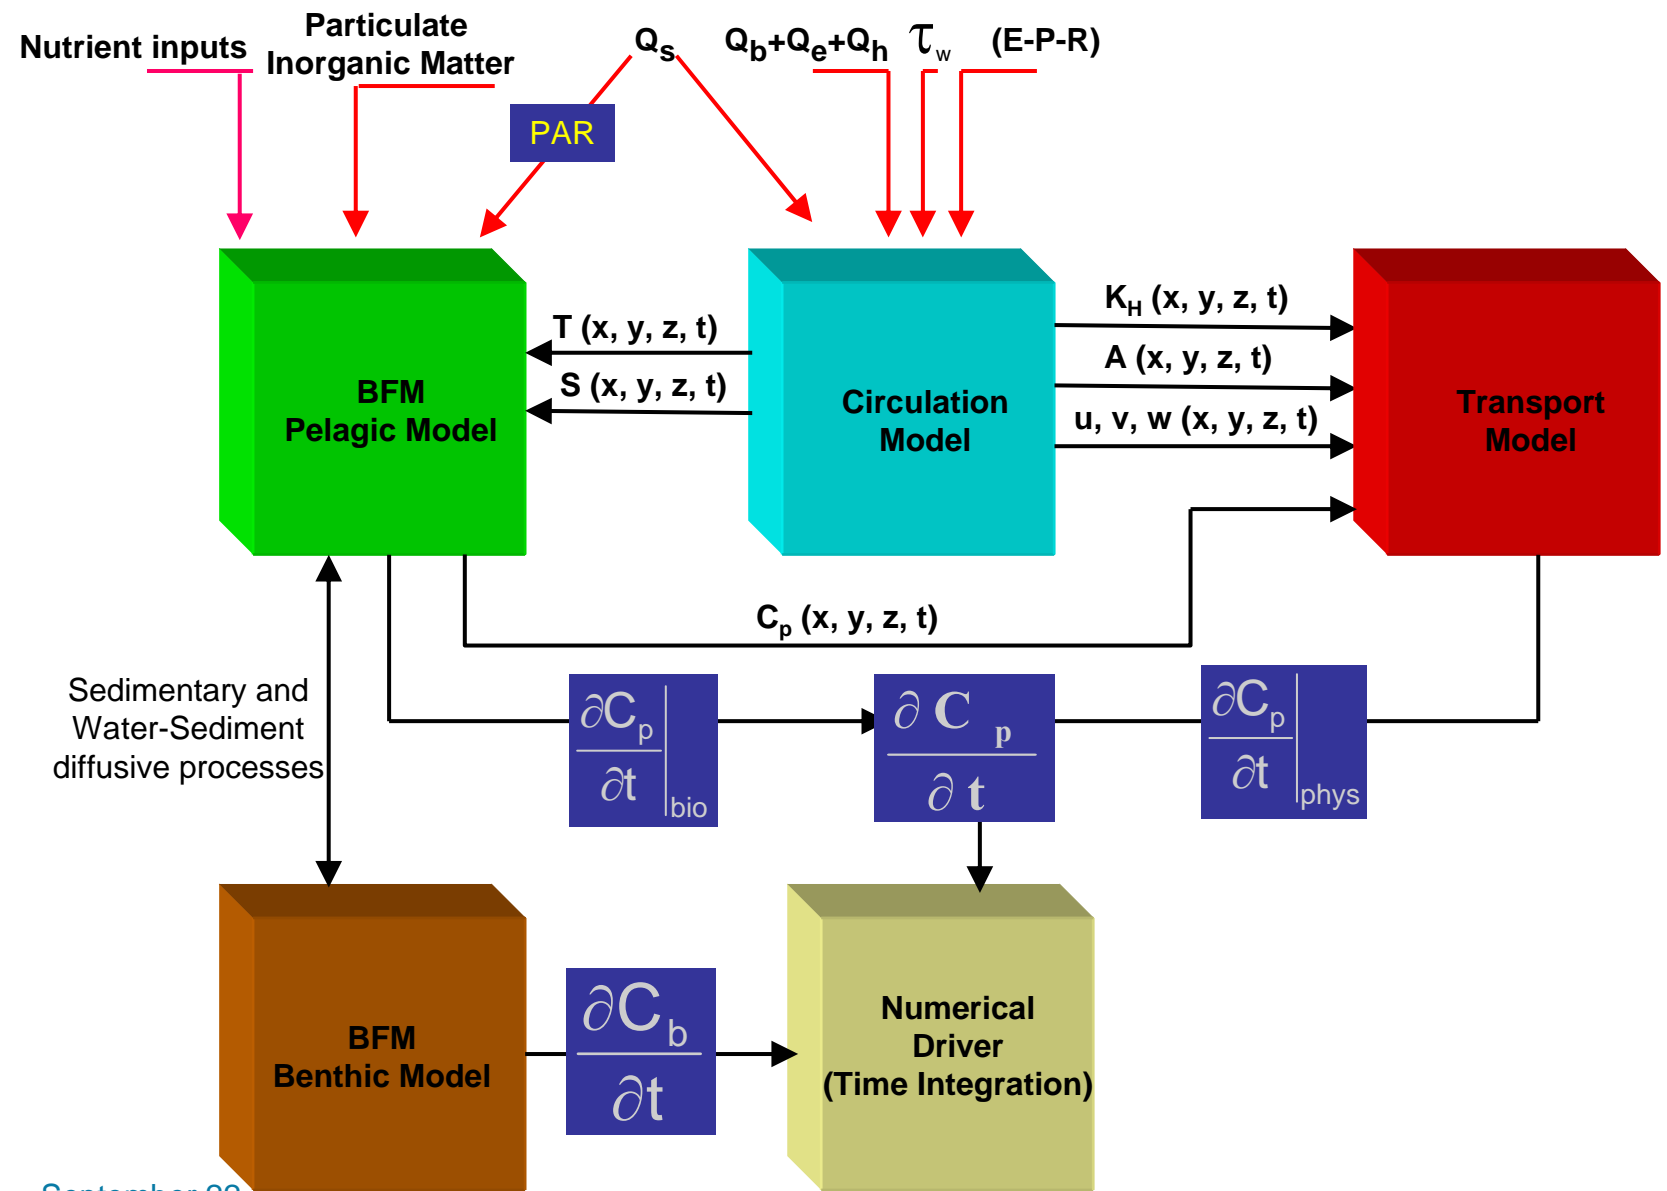 Nutrient inputs
Particulate
Inorganic Matter
Qs
Qb+Qe+Qh
τw
(E-P-R)
PAR
BFM
Pelagic Model
T (x, y, z, t)
S (x, y, z, t)
Circulation
Model
KH (x, y, z, t)
A (x, y, z, t)
u, v, w (x, y, z, t)
Transport
Model
Cp (x, y, z, t)
Sedimentary and
Water-Sediment
diffusive processes
∂Cp
∂t
bio
∂ C p
∂ t
∂Cp
∂t
phys
BFM
Benthic Model
∂Cb
∂t
Numerical
Driver
(Time Integration)
September